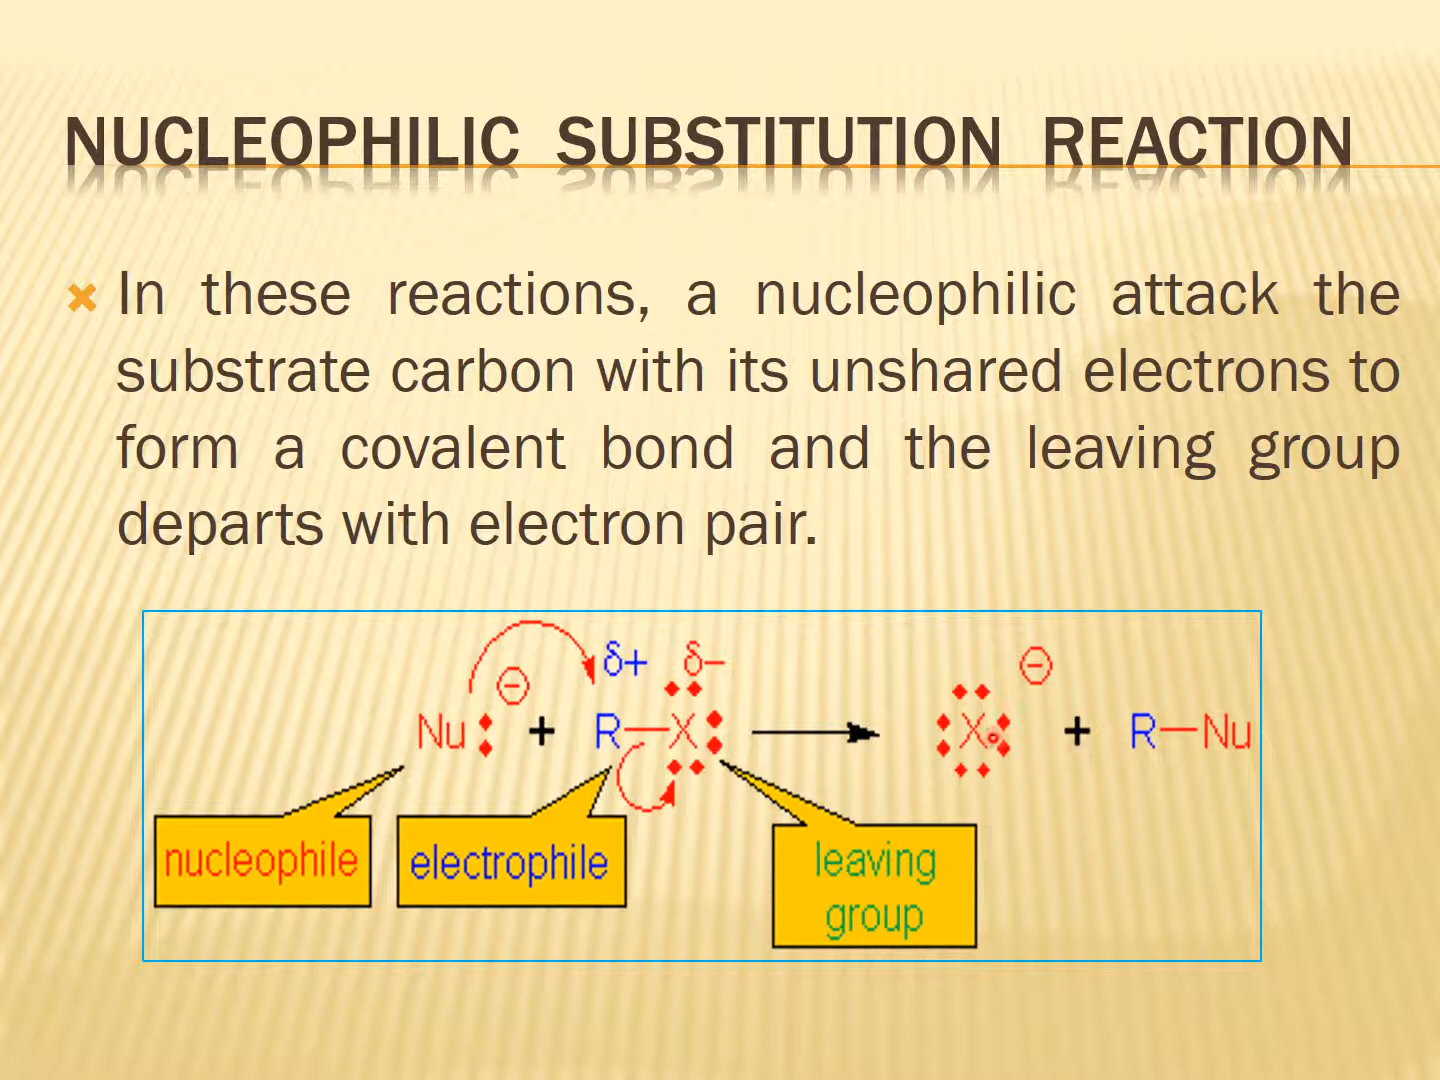 NUCLEOPHILIC SUBSTITUTION REACTION
In these reactions, a nucleophilic attack the
substrate carbon with its unshared electrons to
form a covalent bond and the leaving group
departs with electron pair.
δ+ δ− ⊖
⊖
Nu: + R—X → X + R—Nu
nucleophile
electrophile
leaving
group